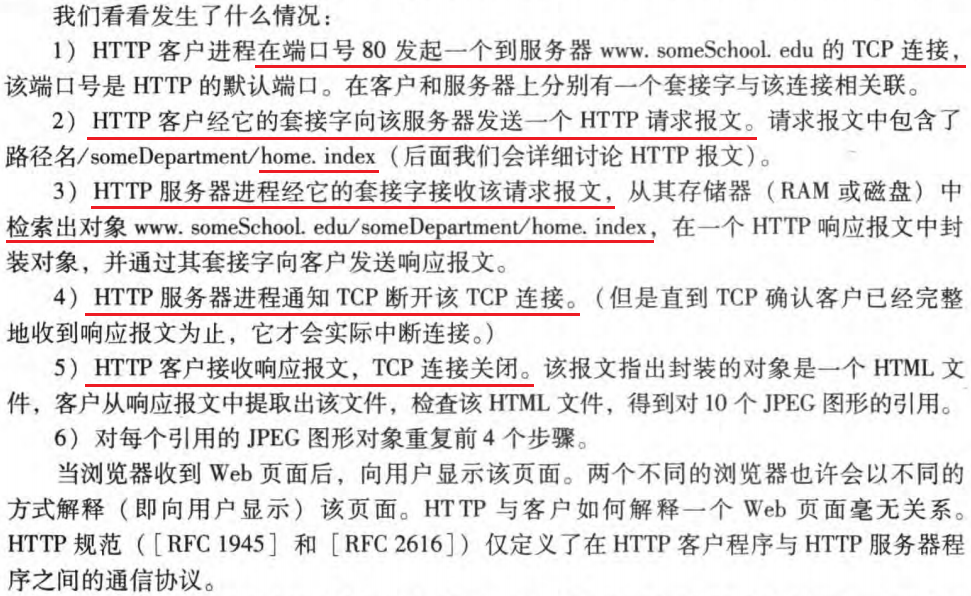 我们看看发生了什么情况：
1）HTTP 客户进程在端口号 80 发起一个到服务器 www. someSchool. edu 的 TCP 连接，
该端口号是 HTTP 的默认端口。在客户和服务器上分别有一个套接字与该连接相关联。
2）HTTP 客户经它的套接字向该服务器发送一个 HTTP 请求报文。请求报文中包含了
路径名/someDepartment/home. index（后面我们会详细讨论 HTTP 报文）。
3）HTTP 服务器进程经它的套接字接收该请求报文，从其存储器（RAM 或磁盘）中
检索出对象 www. someSchool. edu/someDepartment/home. index，在一个 HTTP 响应报文中封
装对象，并通过其套接字向客户发送响应报文。
4）HTTP 服务器进程通知 TCP 断开该 TCP 连接。（但是直到 TCP 确认客户已经完整
地收到响应报文为止，它才会实际中断连接。）
5）HTTP 客户接收响应报文，TCP 连接关闭。该报文指出封装的对象是一个 HTML 文
件，客户从响应报文中提取出该文件，检查该 HTML 文件，得到对 10 个 JPEG 图形的引用。
6）对每个引用的 JPEG 图形对象重复前 4 个步骤。
当浏览器收到 Web 页面后，向用户显示该页面。两个不同的浏览器也许会以不同的
方式解释（即向用户显示）该页面。HTTP 与客户如何解释一个 Web 页面毫无关系。
HTTP 规范（［RFC 1945］和［RFC 2616］）仅定义了在 HTTP 客户程序与 HTTP 服务器程
序之间的通信协议。